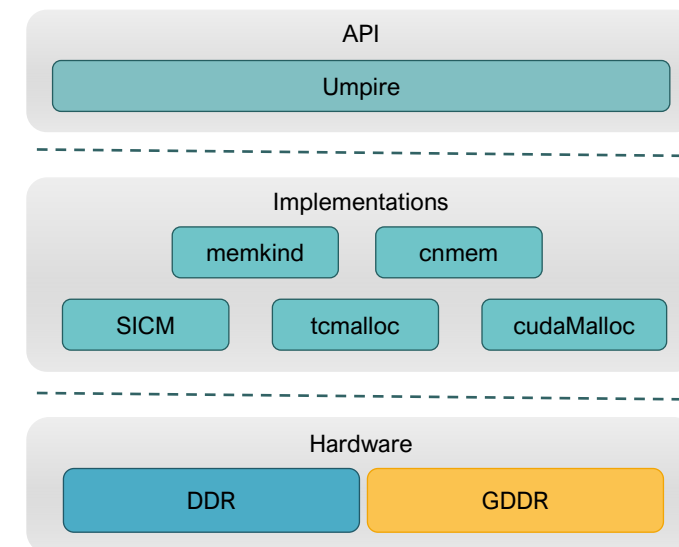 API
Umpire
Implementations
memkind cnmem
SICM tcmalloc cudaMalloc
Hardware
DDR GDDR